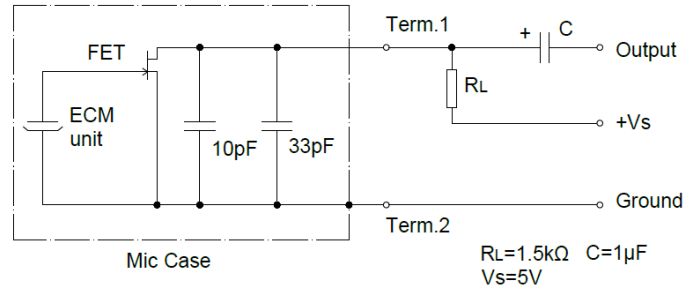 Term.1
+
C
Output
FET
RL
ECM
unit
10pF
33pF
+Vs
Ground
Term.2
Mic Case
RL=1.5kΩ C=1µF
Vs=5V